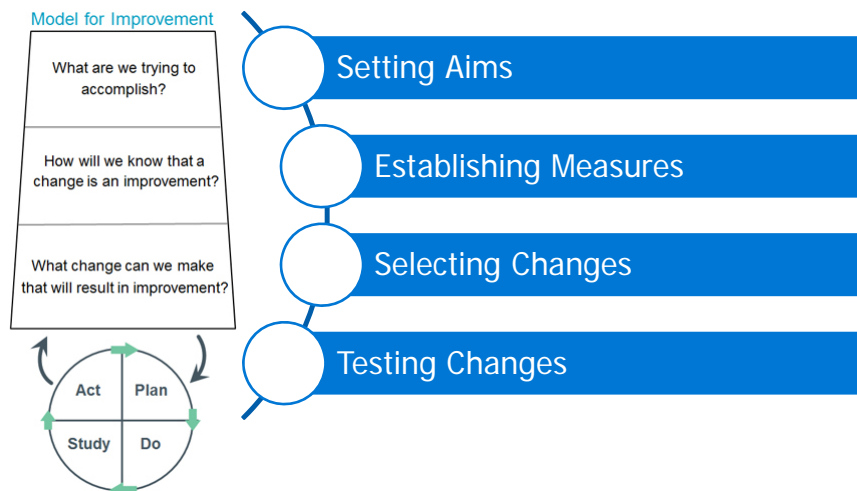 Model for Improvement
What are we trying to
accomplish?
How will we know that a
change is an improvement?
What change can we make
that will result in improvement?
Act
Plan
Study
Do
Setting Aims
Establishing Measures
Selecting Changes
Testing Changes